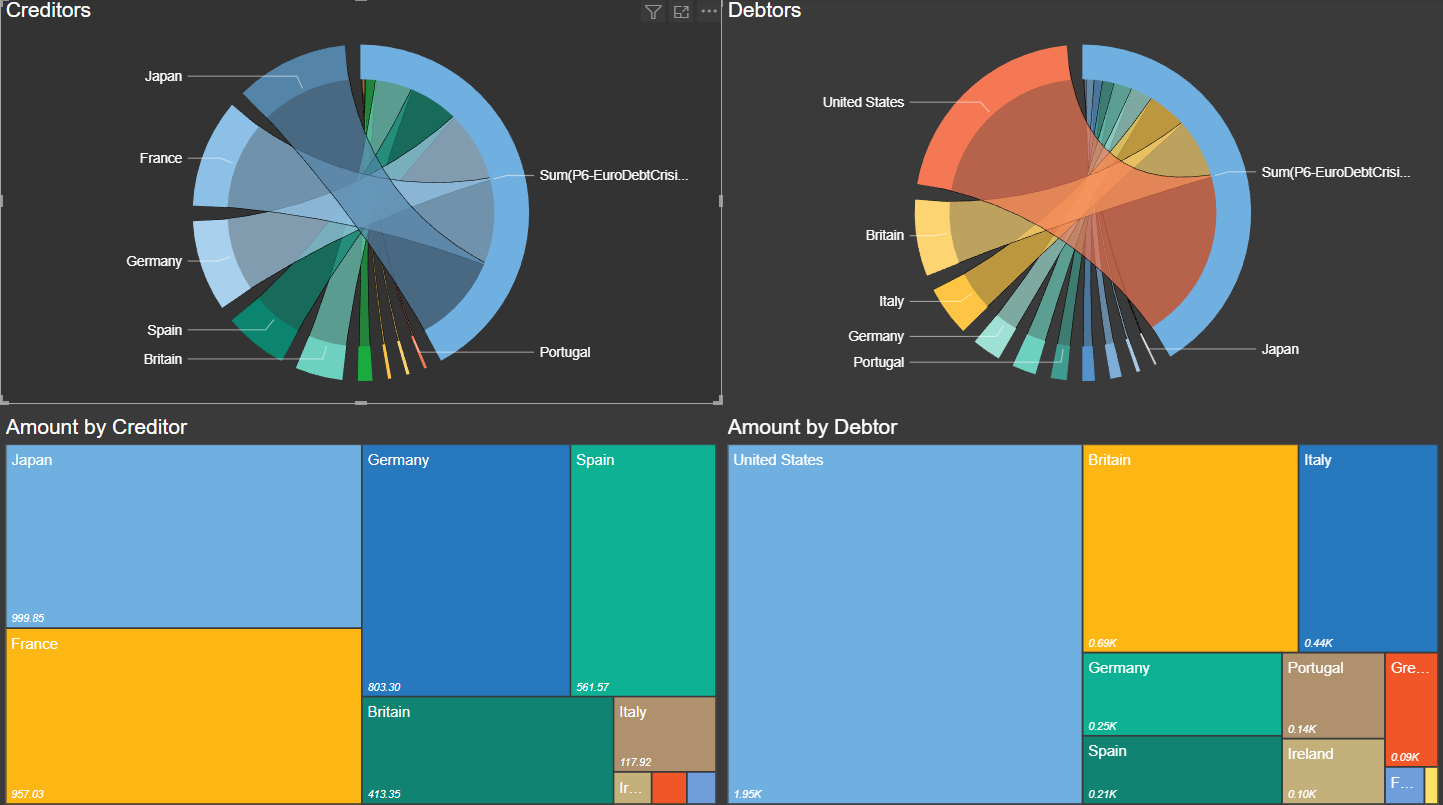 Creditors
Japan
France
Germany
Spain
Britain
Sum(P6-EuroDebtCrisi...
Portugal
Debtors
United States
Britain
Italy
Germany
Portugal
Sum(P6-EuroDebtCrisi...
Japan
Amount by Creditor
Japan
999.85
France
957.03
Germany
803.30
Spain
561.57
Britain
413.35
Italy
117.92
Ir...
Amount by Debtor
United States
1.95K
Britain
0.69K
Italy
0.44K
Germany
0.25K
Spain
0.21K
Portugal
0.14K
Ireland
0.10K
Gre...
0.09K
F...